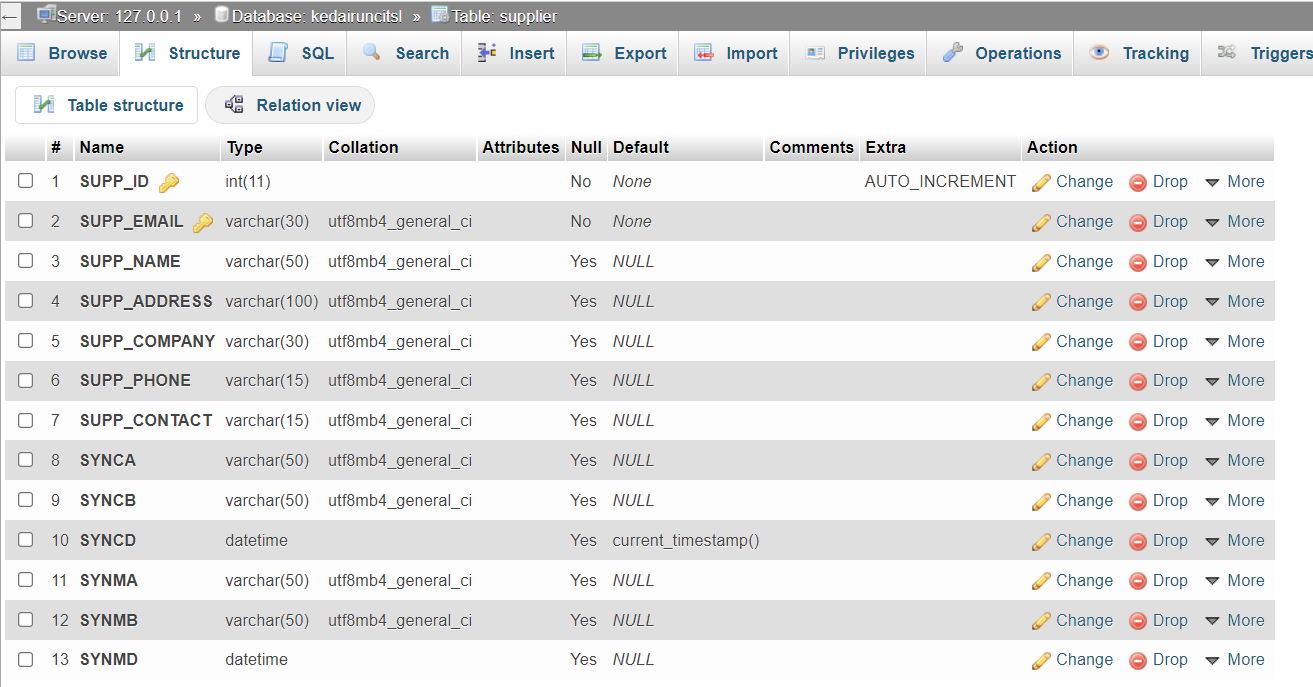 ← Server: 127.0.0.1 » Database: kedairuncitsl » Table: supplier
Browse Structure SQL Search Insert Export Import Privileges Operations Tracking Triggers
Table structure Relation view
# Name Type Collation Attributes Null Default Comments Extra Action
1 SUPP_ID int(11) No None AUTO_INCREMENT Change Drop More
2 SUPP_EMAIL varchar(30) utf8mb4_general_ci No None Change Drop More
3 SUPP_NAME varchar(50) utf8mb4_general_ci Yes NULL Change Drop More
4 SUPP_ADDRESS varchar(100) utf8mb4_general_ci Yes NULL Change Drop More
5 SUPP_COMPANY varchar(30) utf8mb4_general_ci Yes NULL Change Drop More
6 SUPP_PHONE varchar(15) utf8mb4_general_ci Yes NULL Change Drop More
7 SUPP_CONTACT varchar(15) utf8mb4_general_ci Yes NULL Change Drop More
8 SYNCA varchar(50) utf8mb4_general_ci Yes NULL Change Drop More
9 SYNCB varchar(50) utf8mb4_general_ci Yes NULL Change Drop More
10 SYNCD datetime Yes current_timestamp() Change Drop More
11 SYNMA varchar(50) utf8mb4_general_ci Yes NULL Change Drop More
12 SYNMB varchar(50) utf8mb4_general_ci Yes NULL Change Drop More
13 SYNMD datetime Yes NULL Change Drop More